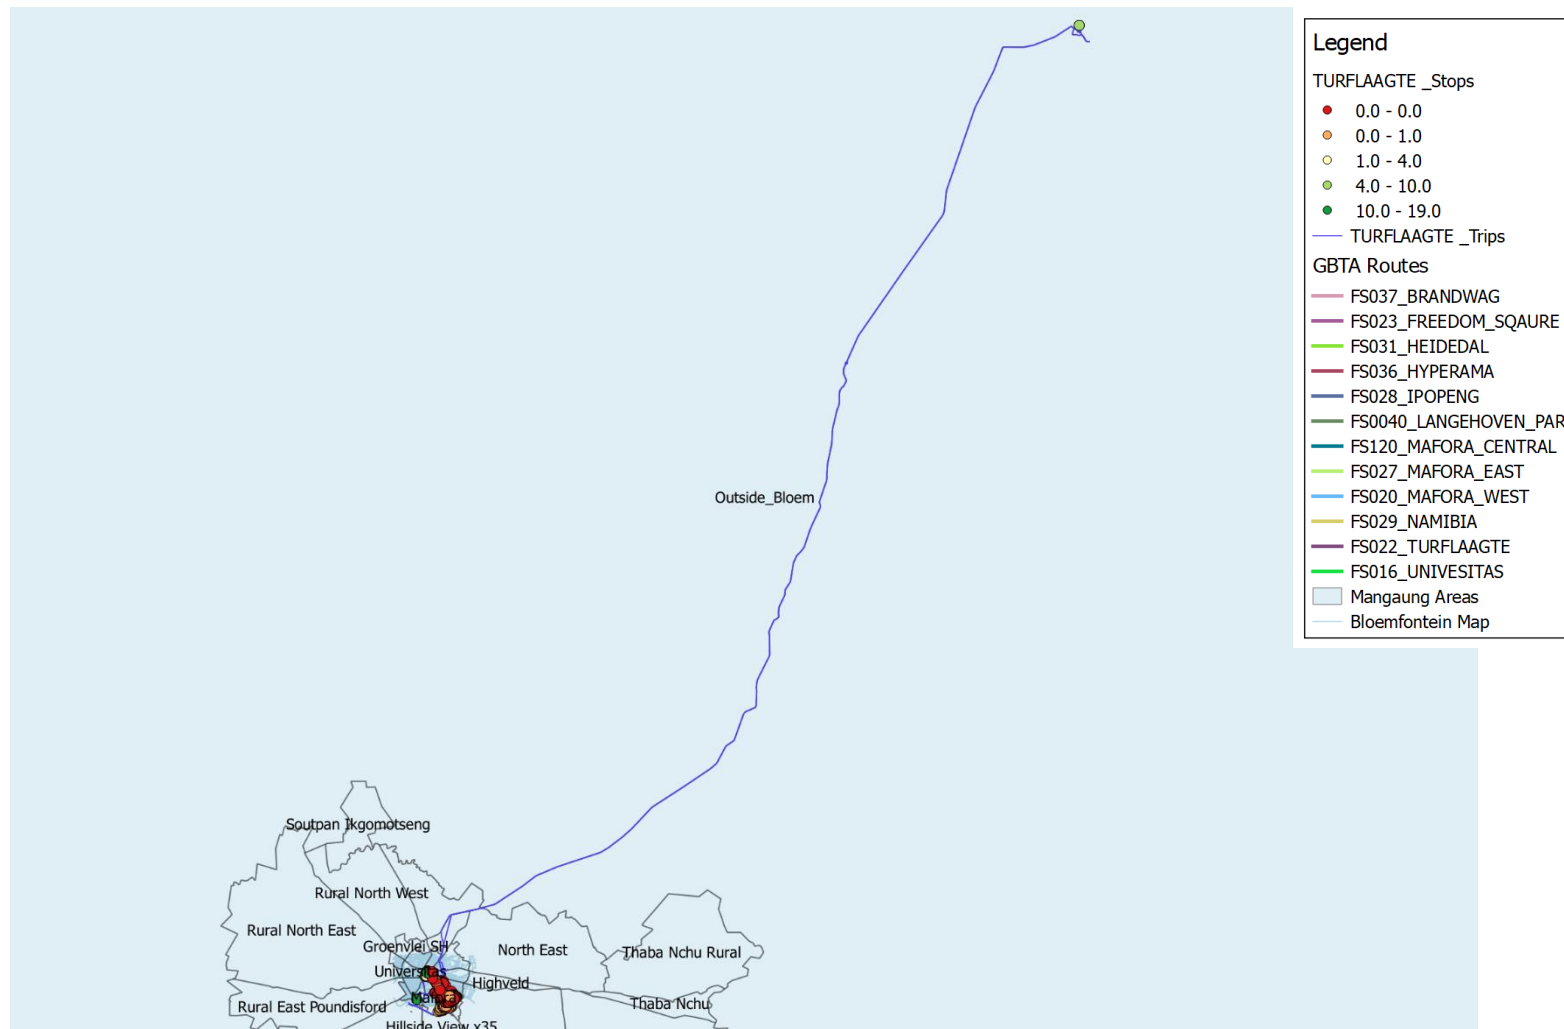 Legend
TURFLAAGTE _Stops
0.0 - 0.0
0.0 - 1.0
1.0 - 4.0
4.0 - 10.0
10.0 - 19.0
TURFLAAGTE _Trips
GBTA Routes
FS037_BRANDWAG
FS023_FREEDOM_SQAURE
FS031_HEIDEDAL
FS036_HYPERAMA
FS028_IPOPENG
FS0040_LANGEHOVEN_PAR
FS120_MAFORA_CENTRAL
FS027_MAFORA_EAST
FS020_MAFORA_WEST
FS029_NAMIBIA
FS022_TURFLAAGTE
FS016_UNIVESITAS
Mangaung Areas
Bloemfontein Map
Outside_Bloem
Soutpan Ikgomotseng
Rural North West
Rural North East
Groenvlei SH
North East
Thaba Nchu Rural
Universitas
Highveld
Rural East Poundisford
Thaba Nchu
Hillside View x35